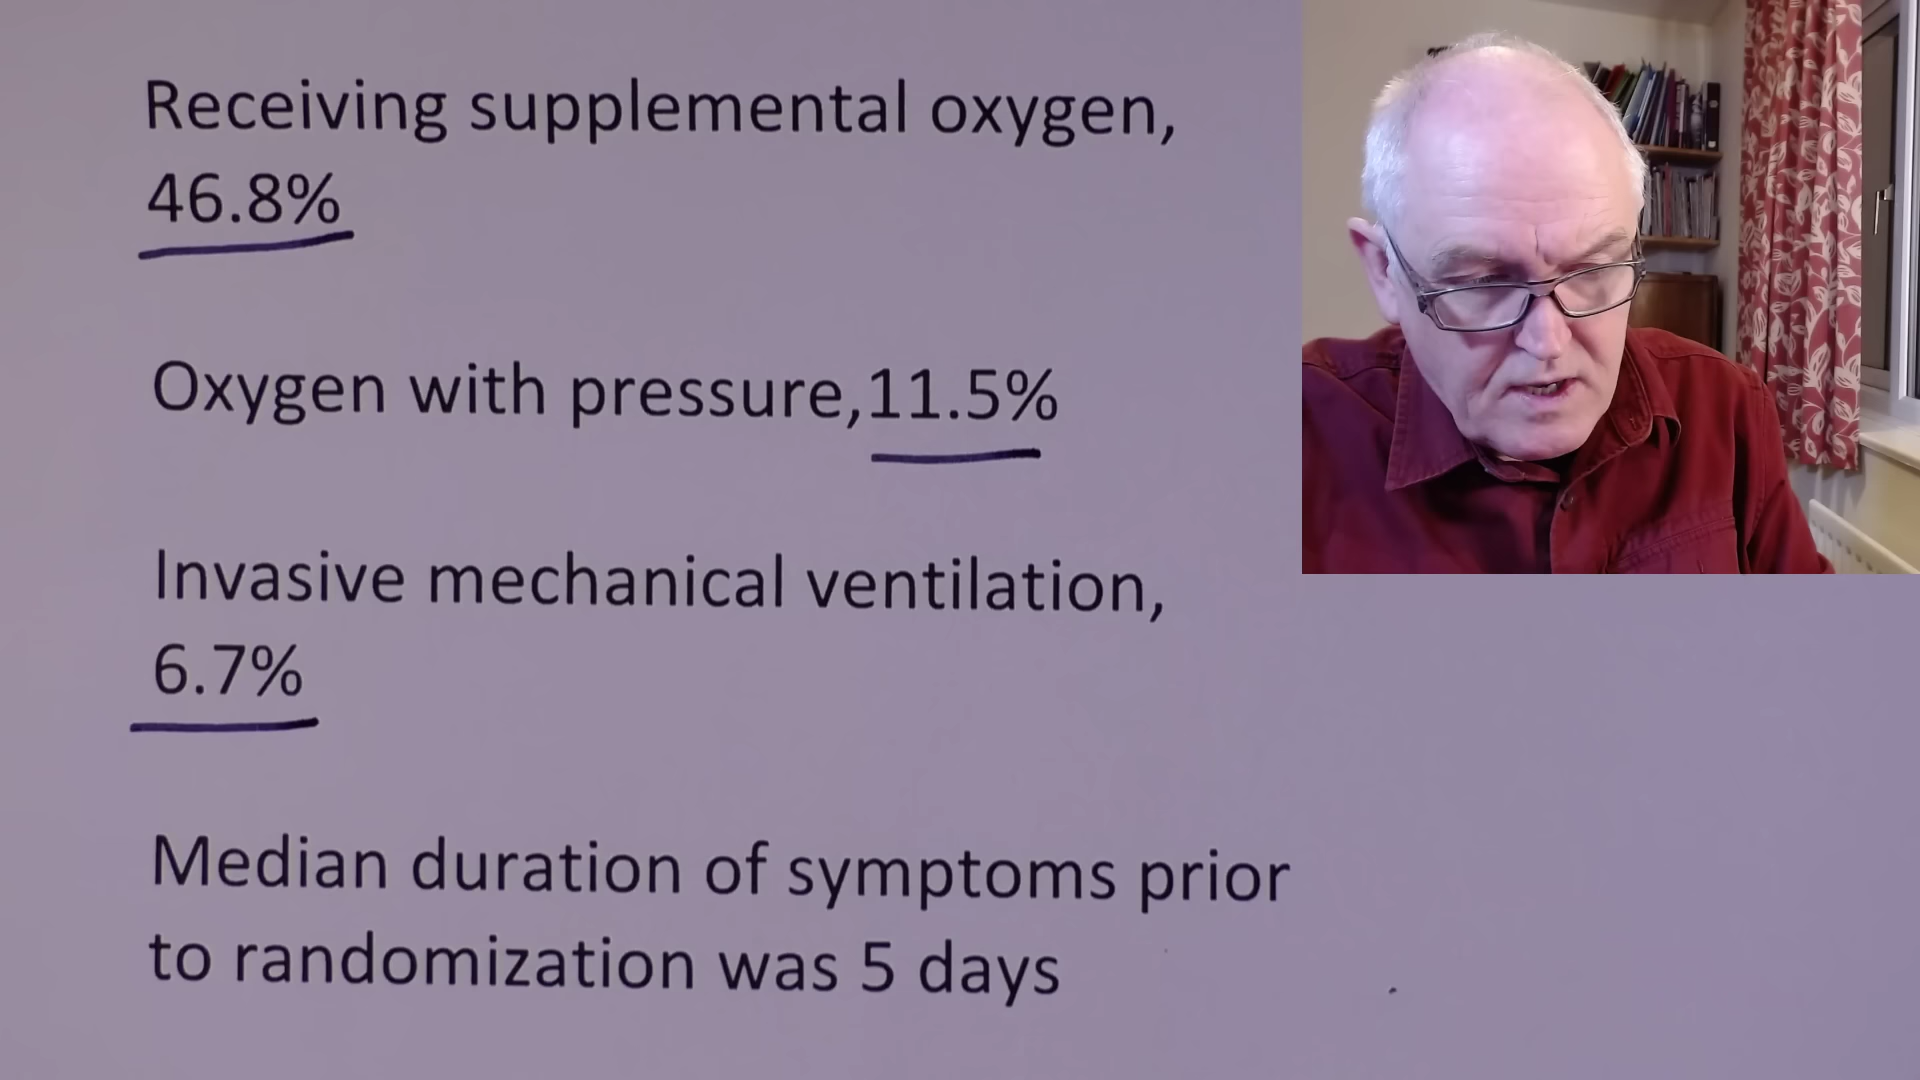 Receiving supplemental oxygen,
46.8%
Oxygen with pressure,11.5%
Invasive mechanical ventilation,
6.7%
Median duration of symptoms prior
to randomization was 5 days